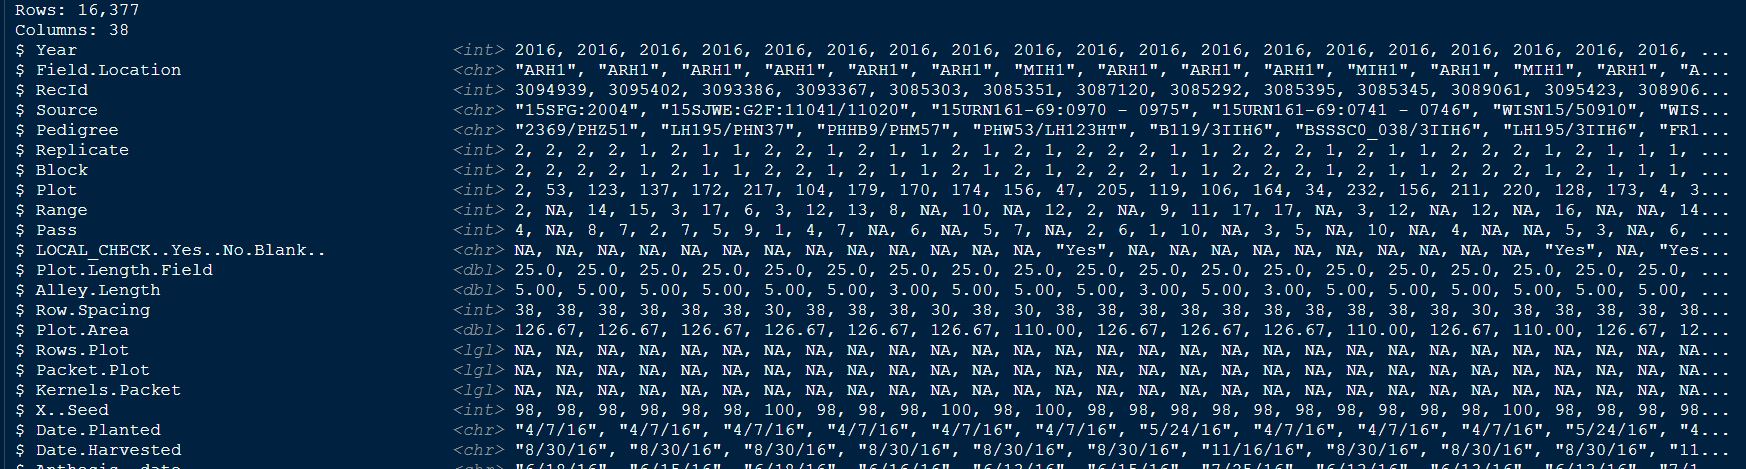 Rows: 16,377
Columns: 38
$ Year <int> 2016, 2016, 2016, 2016, 2016, 2016, 2016, 2016, 2016, 2016, 2016, 2016, 2016, 2016, 2016, 2016, 2016, 2016, 2016, ...
$ Field.Location <chr> "ARH1", "ARH1", "ARH1", "ARH1", "ARH1", "ARH1", "MIH1", "ARH1", "ARH1", "ARH1", "MIH1", "ARH1", "MIH1", "ARH1", "A...
$ RecId <int> 3094939, 3095402, 3093386, 3093367, 3085303, 3085351, 3087120, 3085292, 3085395, 3085345, 3089061, 3095423, 308906...
$ Source <chr> "15SFG:2004", "15SJWE:G2F:11041/11020", "15URN161-69:0970 - 0975", "15URN161-69:0741 - 0746", "WISN15/50910", "WIS...
$ Pedigree <chr> "2369/PHZ51", "LH195/PHN37", "PHHB9/PHM57", "PHW53/LH123HT", "B119/3IIH6", "BSSSC0_038/3IIH6", "LH195/3IIH6", "FR1...
$ Replicate <int> 2, 2, 2, 2, 1, 2, 1, 1, 2, 2, 1, 2, 1, 1, 2, 1, 2, 1, 2, 2, 2, 1, 1, 2, 2, 2, 1, 2, 1, 1, 2, 2, 2, 1, 2, 1, 1, 1, ...
$ Block <int> 2, 2, 2, 2, 1, 2, 1, 1, 2, 2, 1, 2, 1, 1, 2, 1, 2, 1, 2, 2, 2, 1, 1, 2, 2, 2, 1, 2, 1, 1, 2, 2, 2, 1, 2, 1, 1, 1, ...
$ Plot <int> 2, 53, 123, 137, 172, 217, 104, 179, 170, 174, 156, 47, 205, 119, 106, 164, 34, 232, 156, 211, 220, 128, 173, 4, 3...
$ Range <int> 2, NA, 14, 15, 3, 17, 6, 3, 12, 13, 8, NA, 10, NA, 12, 2, NA, 9, 11, 17, 17, NA, 3, 12, NA, 12, NA, 16, NA, NA, 14...
$ Pass <int> 4, NA, 8, 7, 2, 7, 5, 9, 1, 4, 7, NA, 6, NA, 5, 7, NA, 2, 6, 1, 10, NA, 3, 5, NA, 10, NA, 4, NA, NA, 5, 3, NA, 6, ...
$ LOCAL_CHECK..Yes..No.Blank.. <chr> NA, NA, NA, NA, NA, NA, NA, NA, NA, NA, NA, NA, NA, "Yes", NA, NA, NA, NA, NA, NA, NA, NA, NA, NA, "Yes", NA, "Yes...
$ Plot.Length.Field <dbl> 25.0, 25.0, 25.0, 25.0, 25.0, 25.0, 25.0, 25.0, 25.0, 25.0, 25.0, 25.0, 25.0, 25.0, 25.0, 25.0, 25.0, 25.0, 25.0, ...
$ Alley.Length <dbl> 5.00, 5.00, 5.00, 5.00, 5.00, 5.00, 3.00, 5.00, 5.00, 5.00, 3.00, 5.00, 3.00, 5.00, 5.00, 5.00, 5.00, 5.00, 5.00, ...
$ Row.Spacing <int> 38, 38, 38, 38, 38, 38, 30, 38, 38, 38, 30, 38, 30, 38, 38, 38, 38, 38, 38, 38, 38, 38, 38, 30, 38, 38, 38, 38, 38...
$ Plot.Area <dbl> 126.67, 126.67, 126.67, 126.67, 126.67, 126.67, 110.00, 126.67, 126.67, 126.67, 110.00, 126.67, 110.00, 126.67, 12...
$ Rows.Plot <lgl> NA, NA, NA, NA, NA, NA, NA, NA, NA, NA, NA, NA, NA, NA, NA, NA, NA, NA, NA, NA, NA, NA, NA, NA, NA, NA, NA, NA, NA...
$ Packet.Plot <lgl> NA, NA, NA, NA, NA, NA, NA, NA, NA, NA, NA, NA, NA, NA, NA, NA, NA, NA, NA, NA, NA, NA, NA, NA, NA, NA, NA, NA, NA...
$ Kernels.Packet <lgl> NA, NA, NA, NA, NA, NA, NA, NA, NA, NA, NA, NA, NA, NA, NA, NA, NA, NA, NA, NA, NA, NA, NA, NA, NA, NA, NA, NA, NA...
$ X..Seed <int> 98, 98, 98, 98, 98, 98, 100, 98, 98, 98, 100, 98, 100, 98, 98, 98, 98, 98, 98, 98, 98, 98, 98, 100, 98, 98, 98, 98...
$ Date.Planted <chr> "4/7/16", "4/7/16", "4/7/16", "4/7/16", "4/7/16", "4/7/16", "5/24/16", "4/7/16", "4/7/16", "4/7/16", "5/24/16", "4...
$ Date.Harvested <chr> "8/30/16", "8/30/16", "8/30/16", "8/30/16", "8/30/16", "8/30/16", "11/16/16", "8/30/16", "8/30/16", "8/30/16", "11...